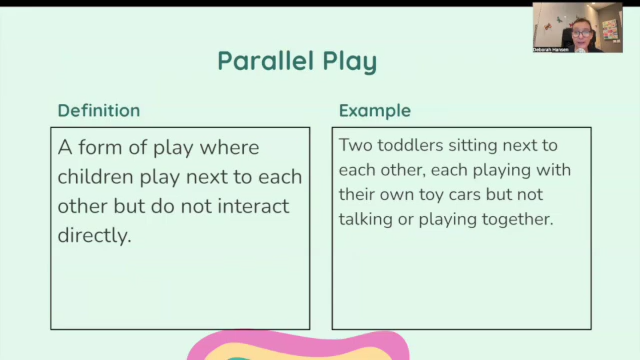 Parallel Play
Deborah Hansen
Definition
A form of play where
children play next to each
other but do not interact
directly.
Example
Two toddlers sitting next to
each other, each playing with
their own toy cars but not
talking or playing together.